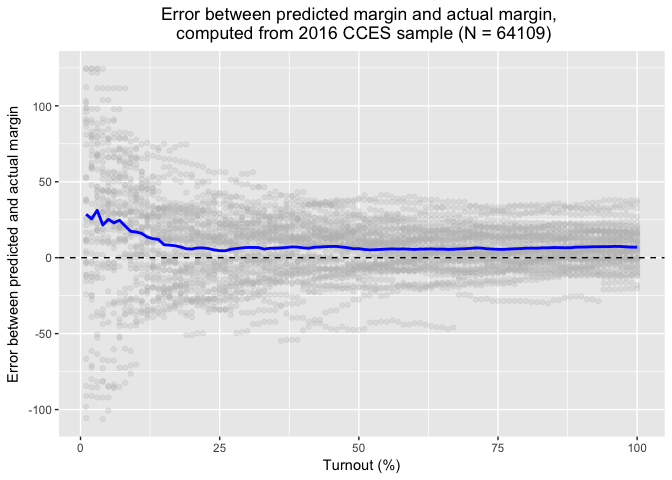 Error between predicted margin and actual margin,
computed from 2016 CCES sample (N = 64109)
Error between predicted and actual margin
100
50
0
-50
-100
0 25 50 75 100
Turnout (%)